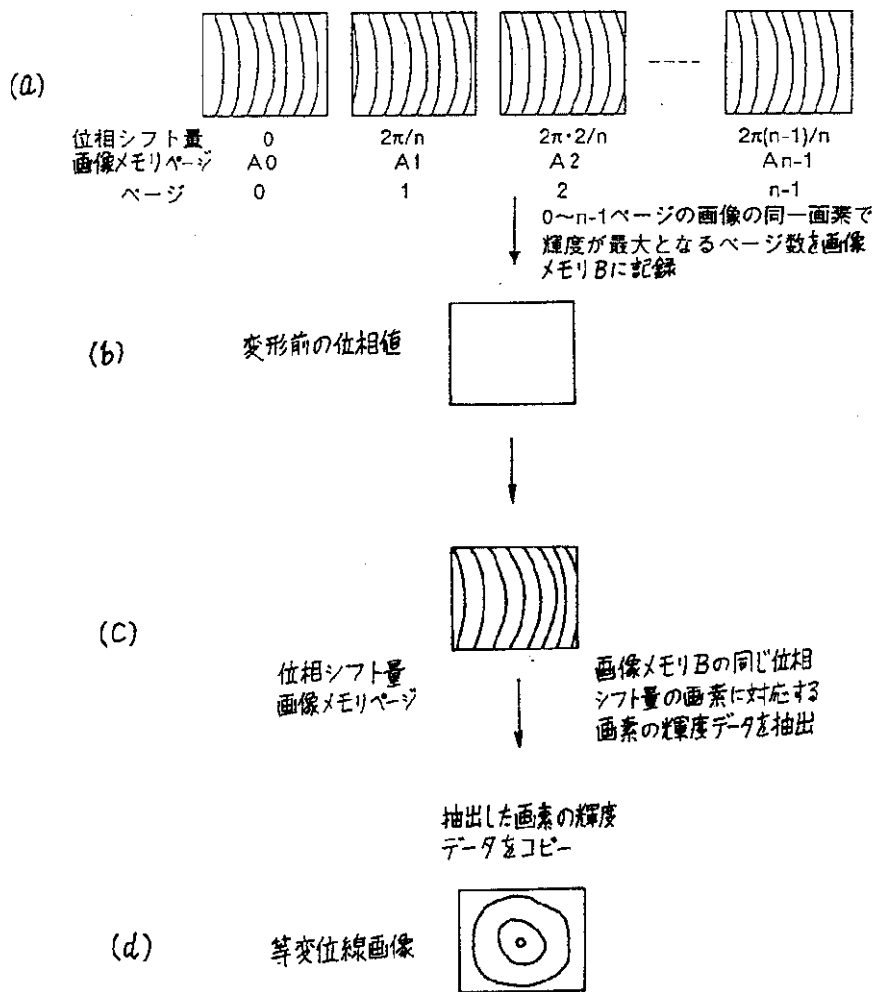 (a)
位相シフト量 0 2π/n 2π·2/n 2π(n-1)/n
画像メモリページ A0 A1 A2 An-1
ページ 0 1 2 n-1
0~n-1ページの画像の同一画素で
輝度が最大となるページ数を画像
メモリBに記録
(b) 変形前の位相値
(c)
位相シフト量
画像メモリページ
画像メモリBの同じ位相
シフト量の画素に対応する
画素の輝度データを抽出
抽出した画素の輝度
データをコピー
(d) 等変位線画像